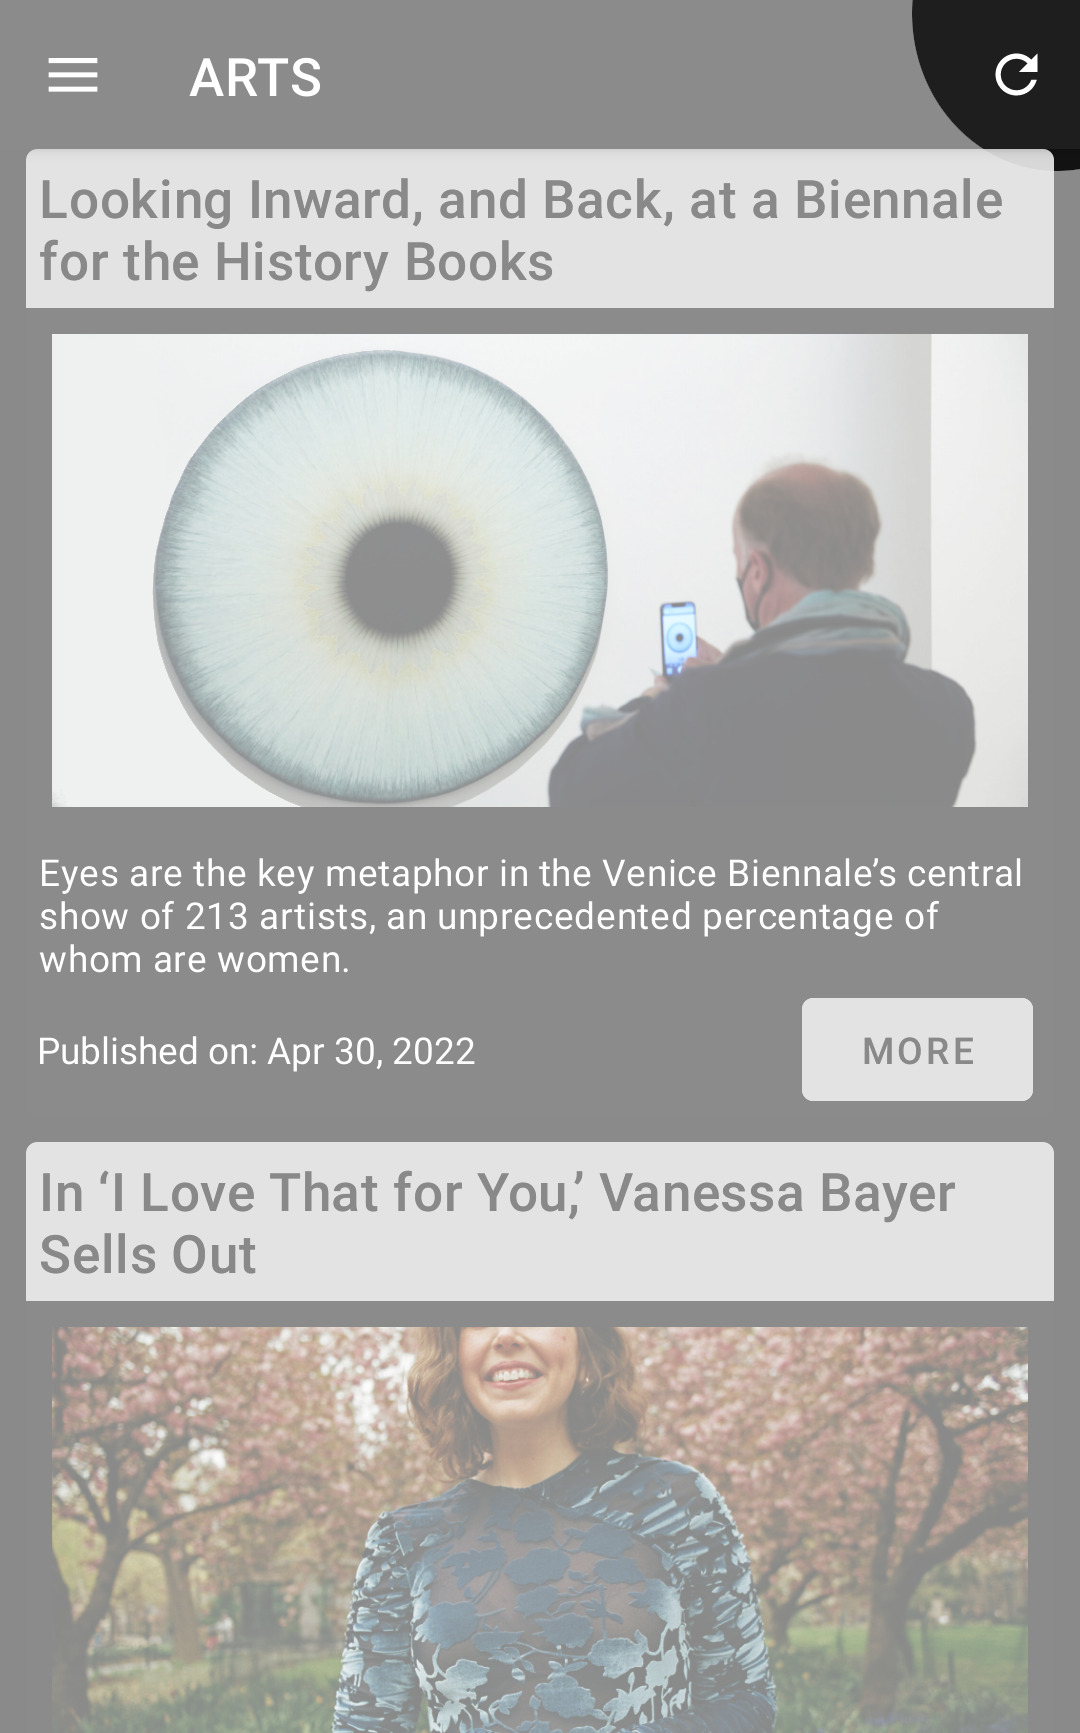 ARTS
Looking Inward, and Back, at a Biennale
for the History Books
Eyes are the key metaphor in the Venice Biennale’s central
show of 213 artists, an unprecedented percentage of
whom are women.
Published on: Apr 30, 2022
MORE
In ‘I Love That for You,’ Vanessa Bayer
Sells Out